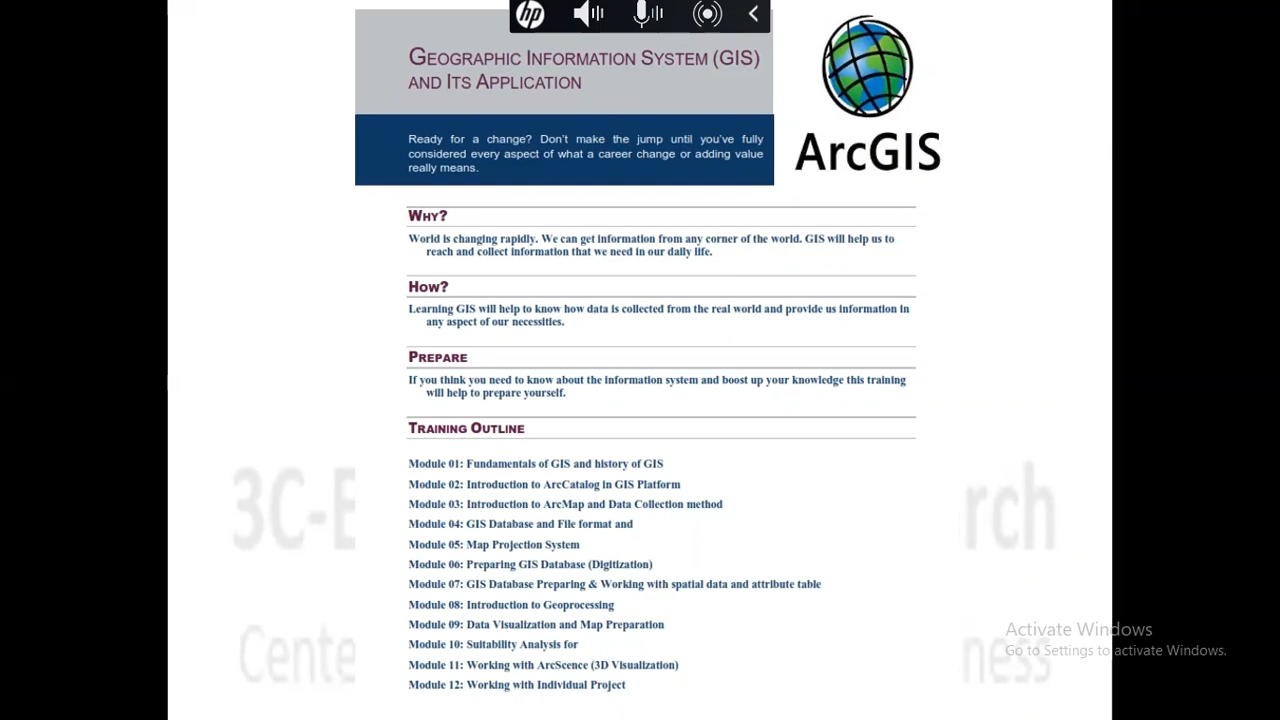 hp
GEOGRAPHIC INFORMATION SYSTEM (GIS)
AND ITS APPLICATION
Ready for a change? Don't make the jump until you've fully
considered every aspect of what a career change or adding value
really means.
ArcGIS
WHY?
World is changing rapidly. We can get information from any corner of the world. GIS will help us to
reach and collect information that we need in our daily life.
HOW?
Learning GIS will help to know how data is collected from the real world and provide us information in
any aspect of our necessities.
PREPARE
If you think you need to know about the information system and boost up your knowledge this training
will help to prepare yourself.
TRAINING OUTLINE
Module 01: Fundamentals of GIS and history of GIS
Module 02: Introduction to ArcCatalog in GIS Platform
Module 03: Introduction to ArcMap and Data Collection method
Module 04: GIS Database and File format and
Module 05: Map Projection System
Module 06: Preparing GIS Database (Digitization)
Module 07: GIS Database Preparing & Working with spatial data and attribute table
Module 08: Introduction to Geoprocessing
Module 09: Data Visualization and Map Preparation
Module 10: Suitability Analysis for
Module 11: Working with ArcScence (3D Visualization)
Module 12: Working with Individual Project
3C-E rch
Cente ness
Activate Windows
Go to Settings to activate Windows.